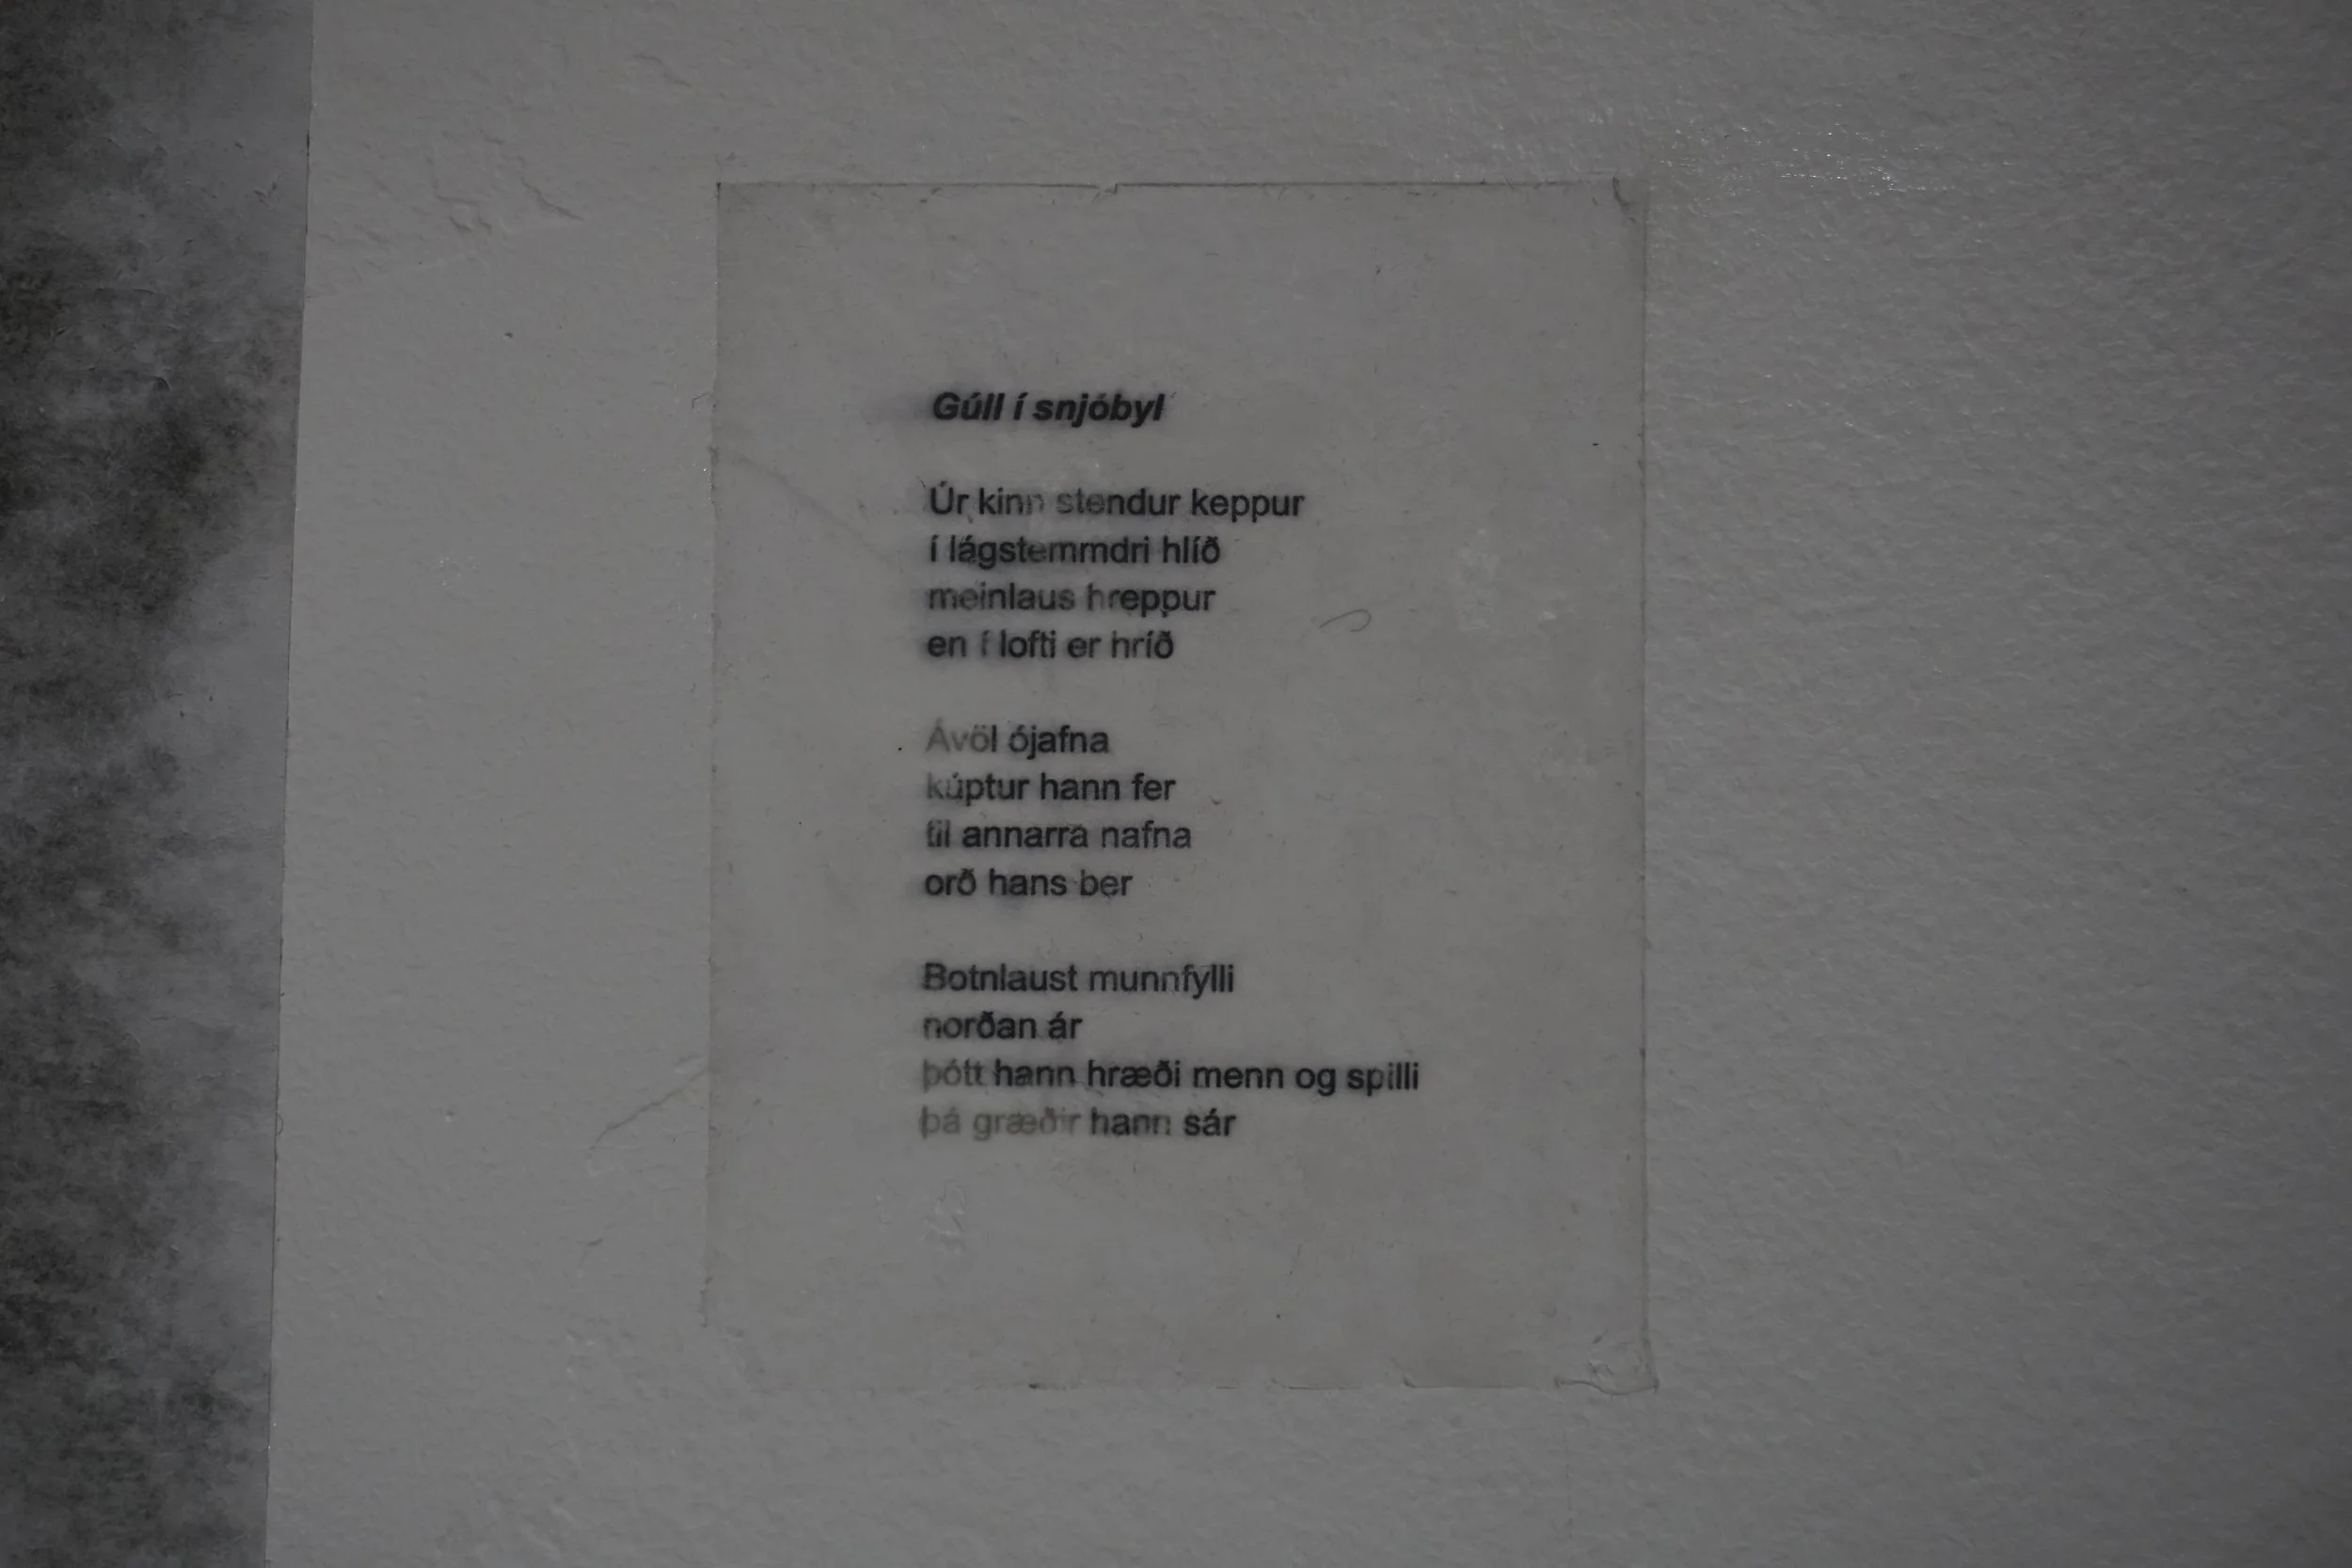 Gúll í snjóbyl
Úr kinn stendur keppur
í lágstemmdri hlíð
meinlaus hreppur
en í lofti er hríð
Ávöl ójafna
kúptur hann fer
til annarra nafna
orð hans ber
Botnlaust munnfylli
norðan ár
þótt hann hræði menn og spilli
þá græðir hann sár